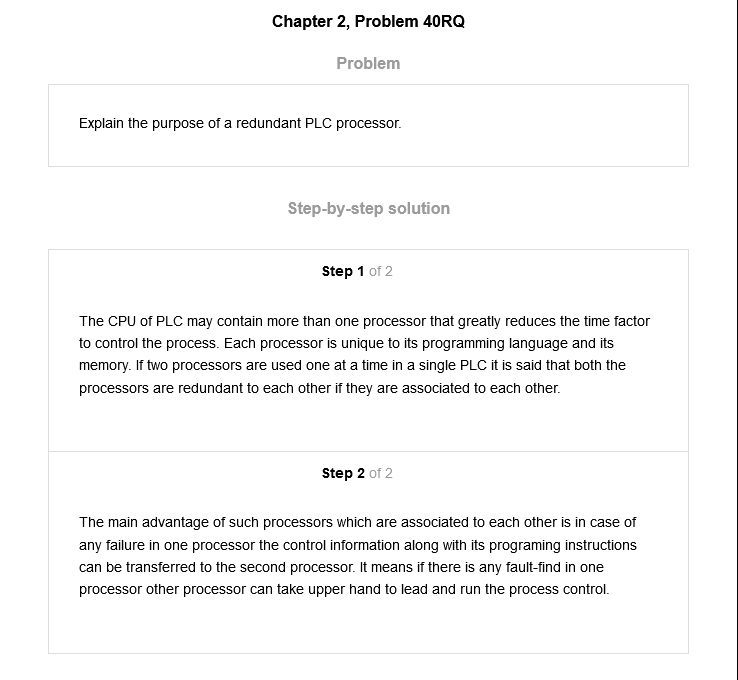 Chapter 2, Problem 40RQ
Problem
Explain the purpose of a redundant PLC processor.
Step-by-step solution
Step 1 of 2
The CPU of PLC may contain more than one processor that greatly reduces the time factor
to control the process. Each processor is unique to its programming language and its
memory. If two processors are used one at a time in a single PLC it is said that both the
processors are redundant to each other if they are associated to each other.
Step 2 of 2
The main advantage of such processors which are associated to each other is in case of
any failure in one processor the control information along with its programing instructions
can be transferred to the second processor. It means if there is any fault-find in one
processor other processor can take upper hand to lead and run the process control.